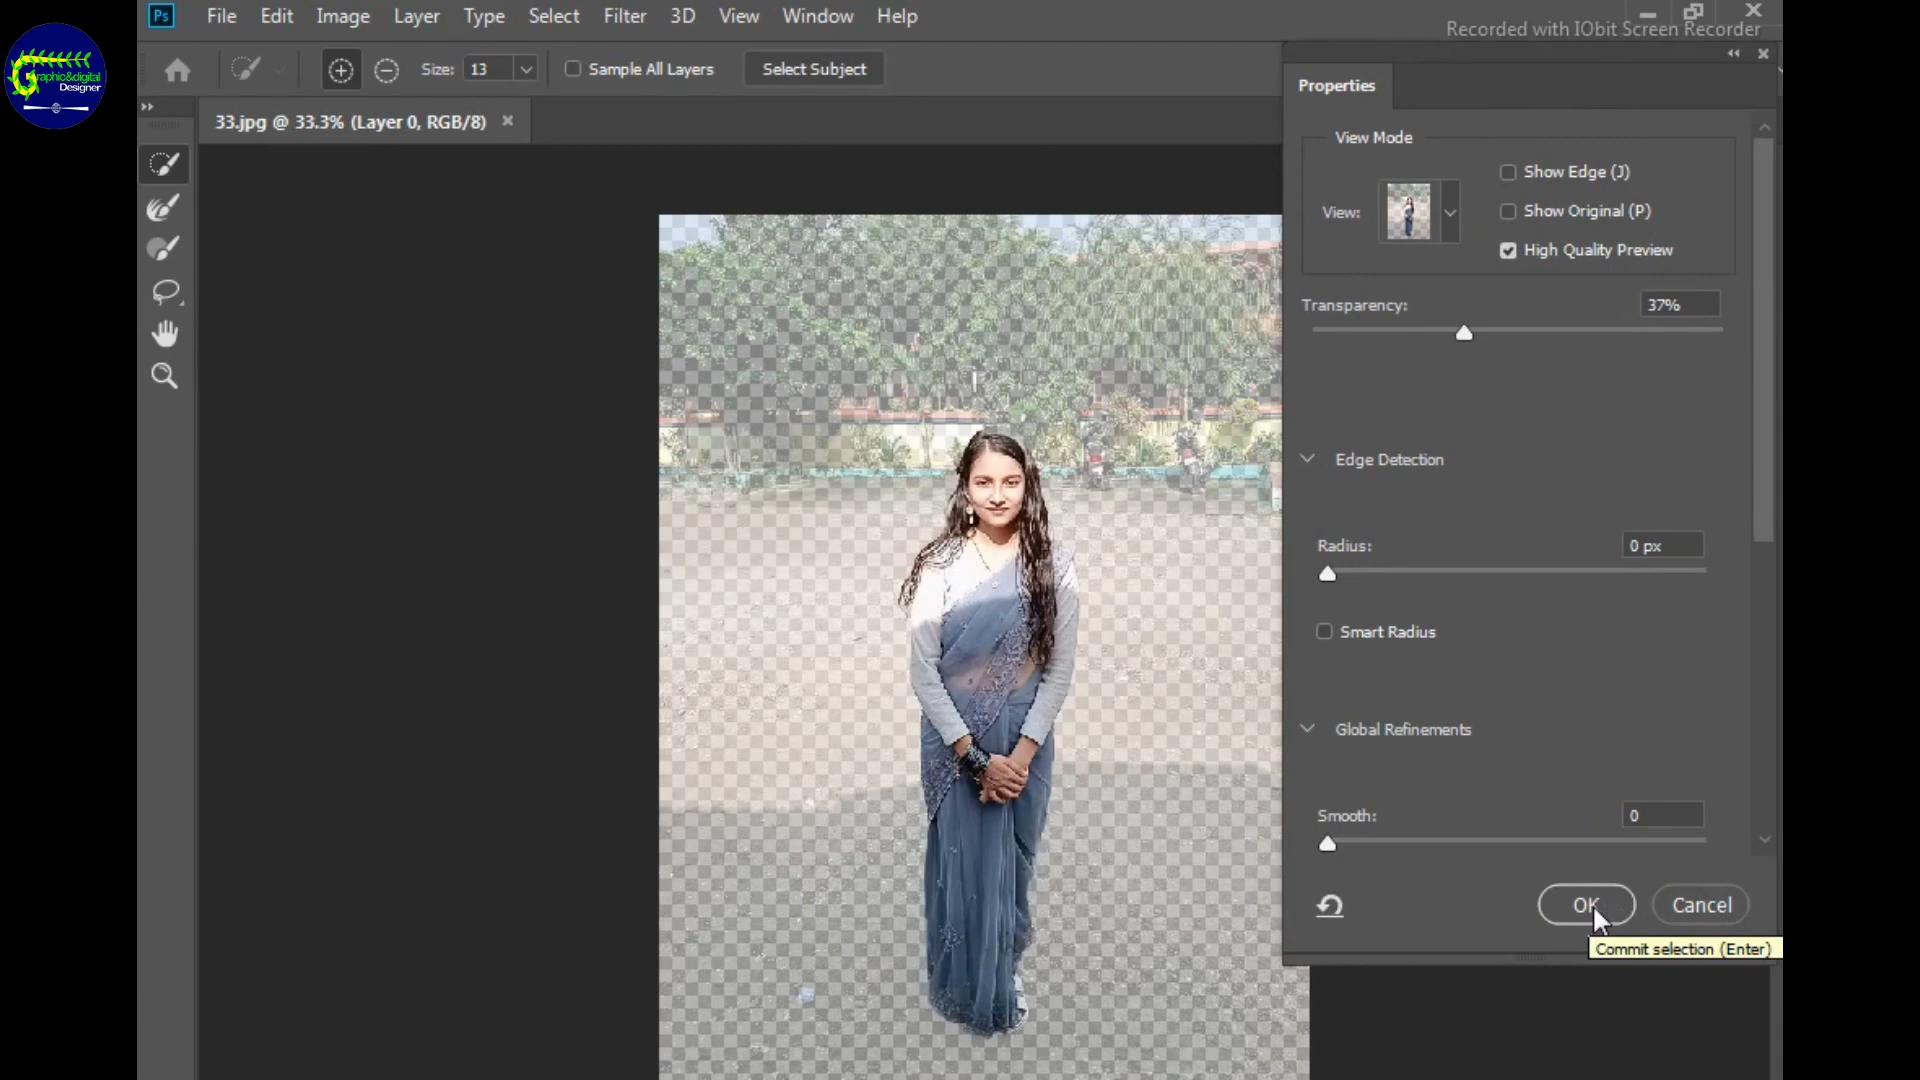 Graphic&digital
Designer
Ps
File Edit Image Layer Type Select Filter 3D View Window Help
Recorded with IObit Screen Recorder
Size: 13 Sample All Layers Select Subject
33.jpg @ 33.3% (Layer 0, RGB/8)
Properties
View Mode
Show Edge (J)
View:
Show Original (P)
High Quality Preview
Transparency: 37%
Edge Detection
Radius: 0 px
Smart Radius
Global Refinements
Smooth: 0
OK Cancel
Commit selection (Enter)